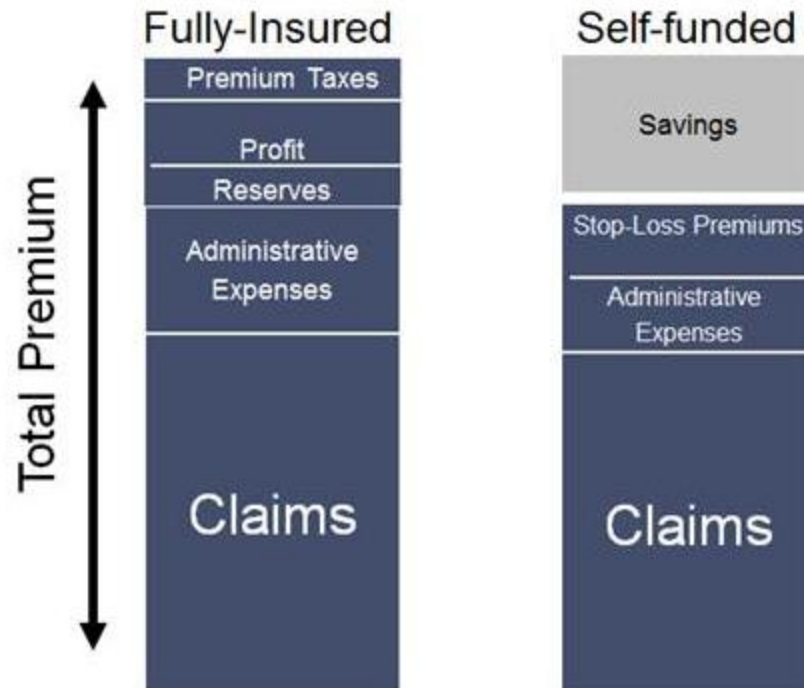 Fully-Insured
Premium Taxes
Profit
Reserves
Administrative
Expenses
Claims
Total Premium
Self-funded
Savings
Stop-Loss Premiums
Administrative
Expenses
Claims